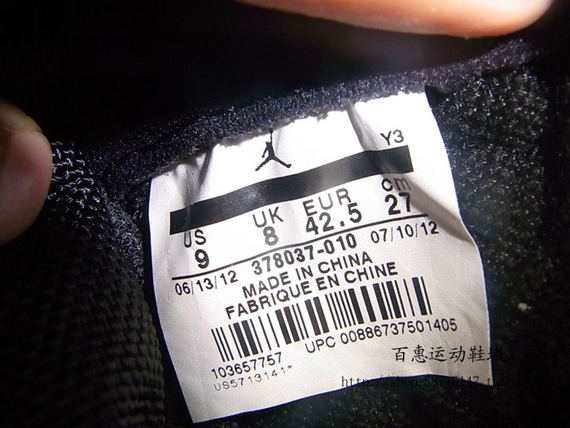 Y3
US UK EUR cm
9 8 42.5 27
06/13/12 378037-010 07/10/12
MADE IN CHINA
FABRIQUE EN CHINE
UPC 00886737501405
103657757
US5713141*
百惠运动鞋城